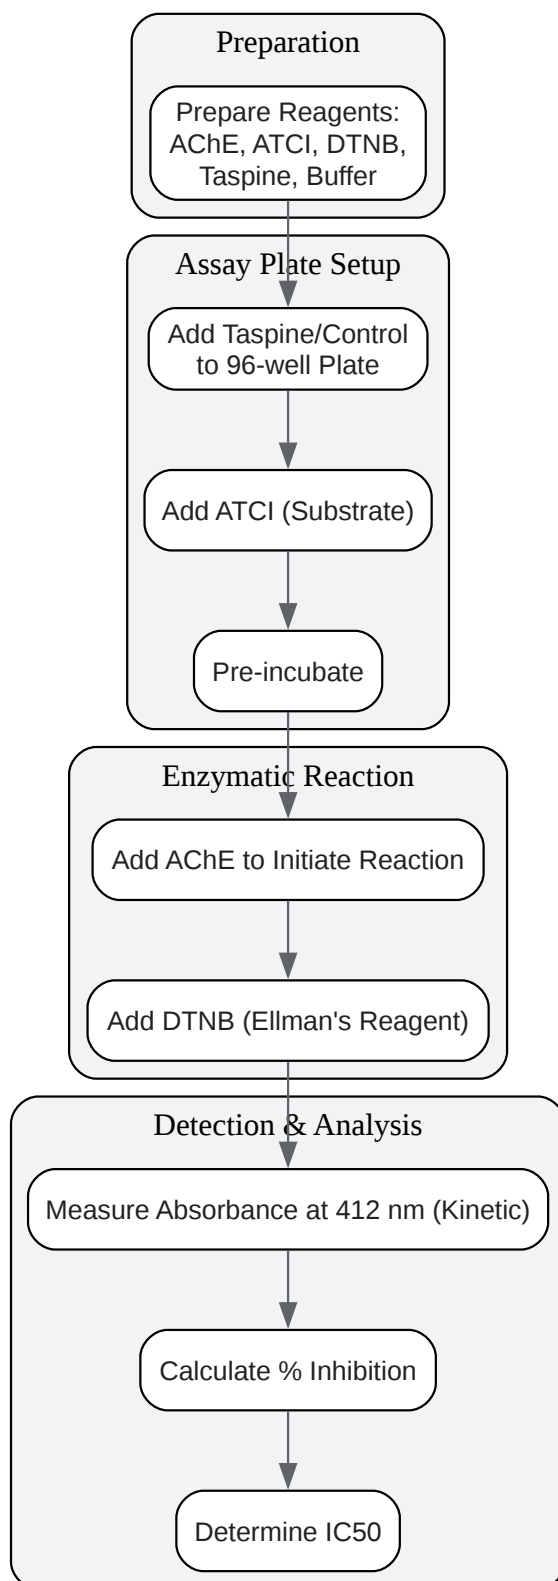 Preparation
Prepare Reagents:
AChE, ATCI, DTNB,
Taspine, Buffer
Assay Plate Setup
Add Taspine/Control
to 96-well Plate
Add ATCI (Substrate)
Pre-incubate
Enzymatic Reaction
Add AChE to Initiate Reaction
Add DTNB (Ellman's Reagent)
Detection & Analysis
Measure Absorbance at 412 nm (Kinetic)
Calculate % Inhibition
Determine IC50